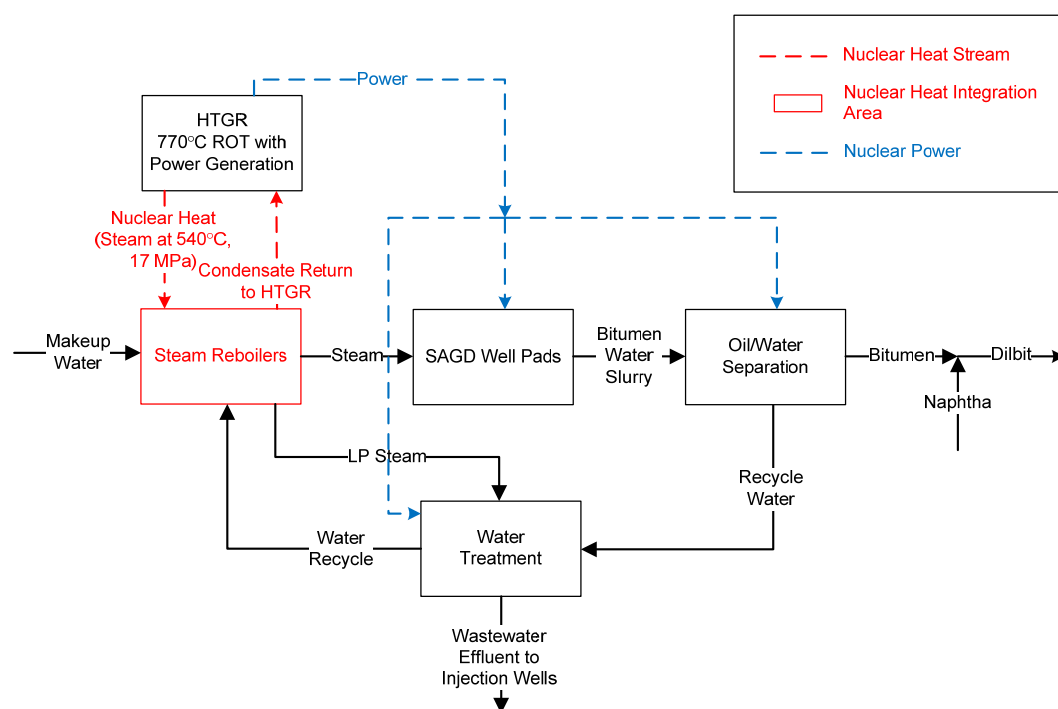 Nuclear Heat Stream
Nuclear Heat Integration
Area
Nuclear Power
Power
HTGR
770°C ROT with
Power Generation
Nuclear Heat
(Steam at 540°C,
17 MPa)
Condensate Return
to HTGR
Makeup
Water
Steam Reboilers
Steam
SAGD Well Pads
Bitumen
Water
Slurry
Oil/Water
Separation
Bitumen
Dilbit
Naphtha
LP Steam
Recycle
Water
Water
Recycle
Water
Treatment
Wastewater
Effluent to
Injection Wells